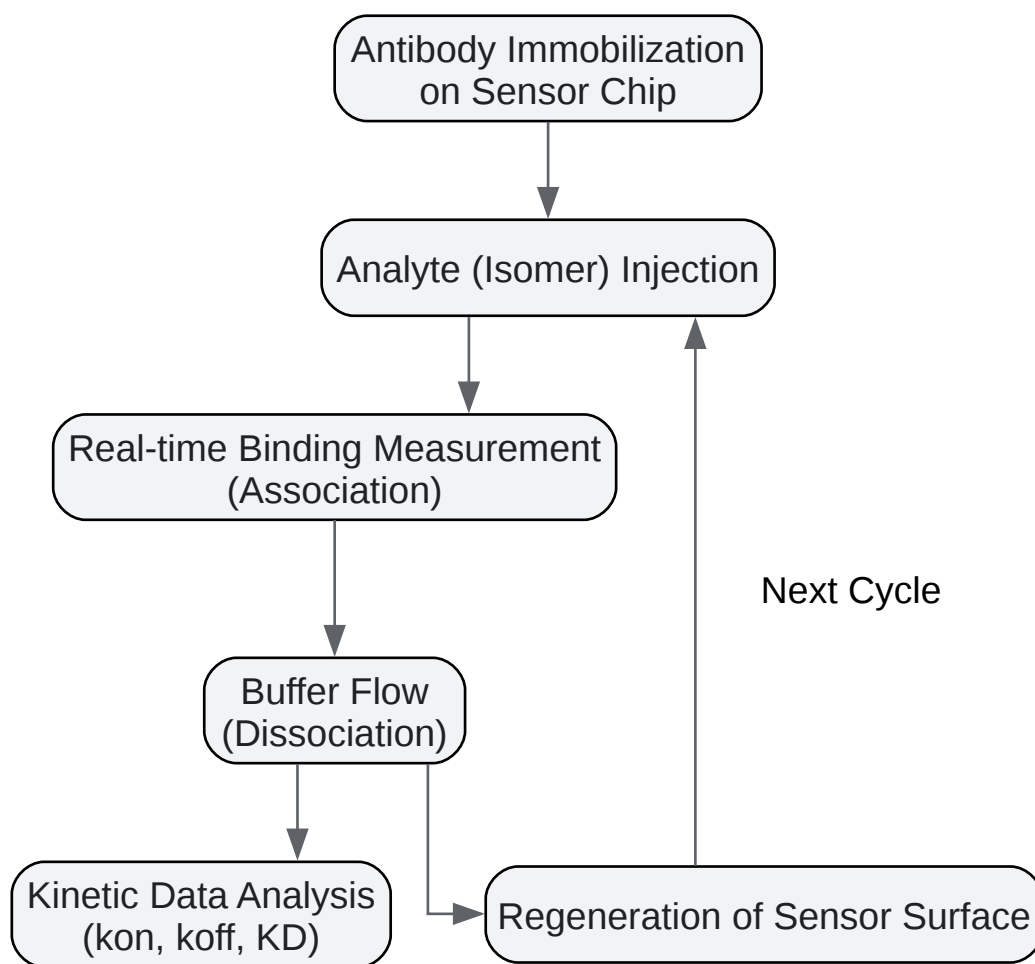 Antibody Immobilization
on Sensor Chip
Analyte (Isomer) Injection
Real-time Binding Measurement
(Association)
Next Cycle
Buffer Flow
(Dissociation)
Kinetic Data Analysis
(kon, koff, KD)
Regeneration of Sensor Surface